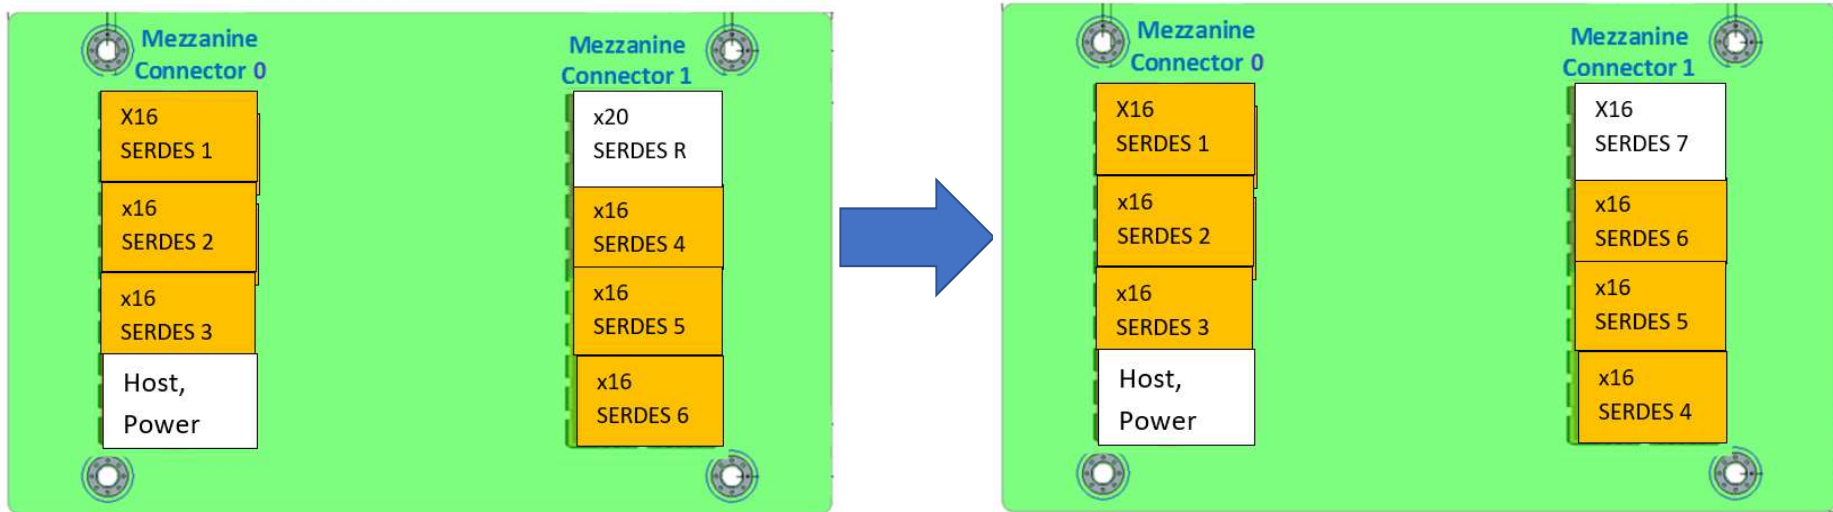 Mezzanine
Connector 0
X16
SERDES 1
x16
SERDES 2
x16
SERDES 3
Host,
Power
Mezzanine
Connector 1
x20
SERDES R
x16
SERDES 4
x16
SERDES 5
x16
SERDES 6
Mezzanine
Connector 0
X16
SERDES 1
x16
SERDES 2
x16
SERDES 3
Host,
Power
Mezzanine
Connector 1
X16
SERDES 7
x16
SERDES 6
x16
SERDES 5
x16
SERDES 4